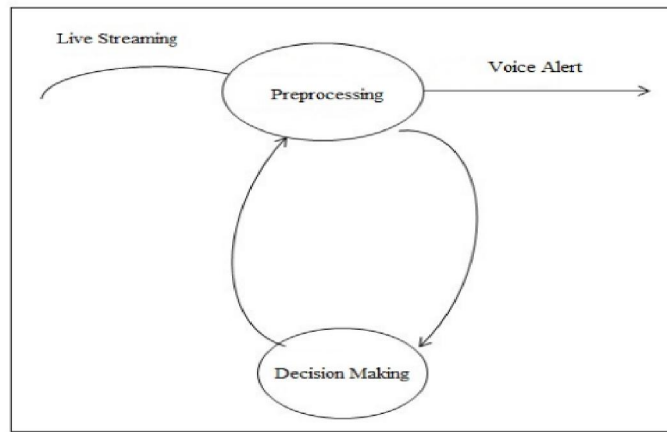 Live Streaming
Voice Alert
Preprocessing
Decision Making